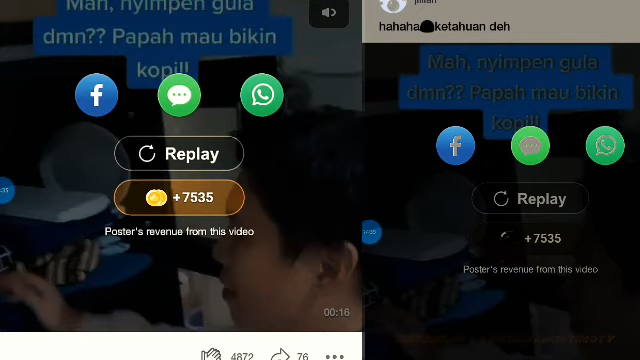 Mah, nyimpen gula
dmn?? Papah mau bikin
kopi!!
Replay
+7535
Poster's revenue from this video
00:16
4872
76
hahaha ketahuan deh
Mah, nyimpen gula
dmn?? Papah mau bikin
kopi!!
Replay
+7535
Poster's revenue from this video